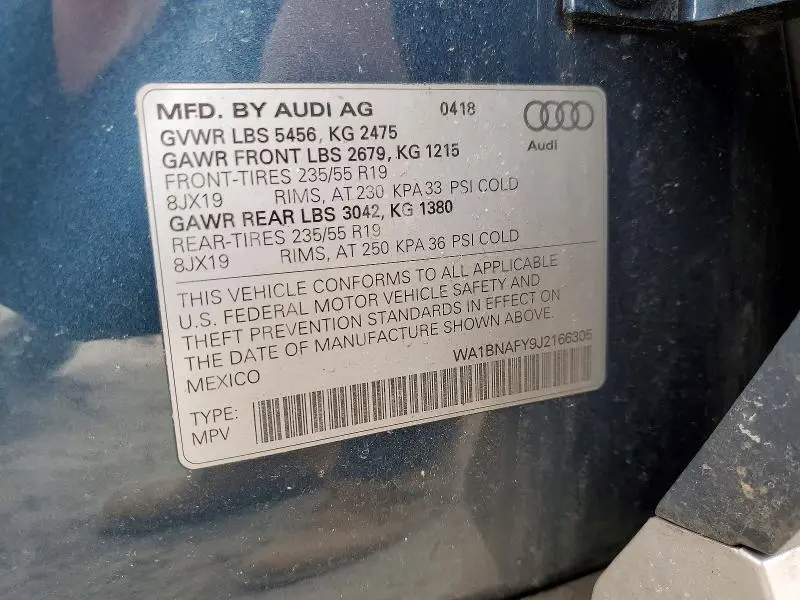 MFD. BY AUDI AG 0418
GVWR LBS 5456, KG 2475
GAWR FRONT LBS 2679, KG 1215
FRONT-TIRES 235/55 R19
8JX19 RIMS, AT 230 KPA 33 PSI COLD
GAWR REAR LBS 3042, KG 1380
REAR-TIRES 235/55 R19
8JX19 RIMS, AT 250 KPA 36 PSI COLD
Audi
THIS VEHICLE CONFORMS TO ALL APPLICABLE
U.S. FEDERAL MOTOR VEHICLE SAFETY AND
THEFT PREVENTION STANDARDS IN EFFECT ON
THE DATE OF MANUFACTURE SHOWN ABOVE.
MEXICO WA1BNAFY9J2166305
TYPE:
MPV